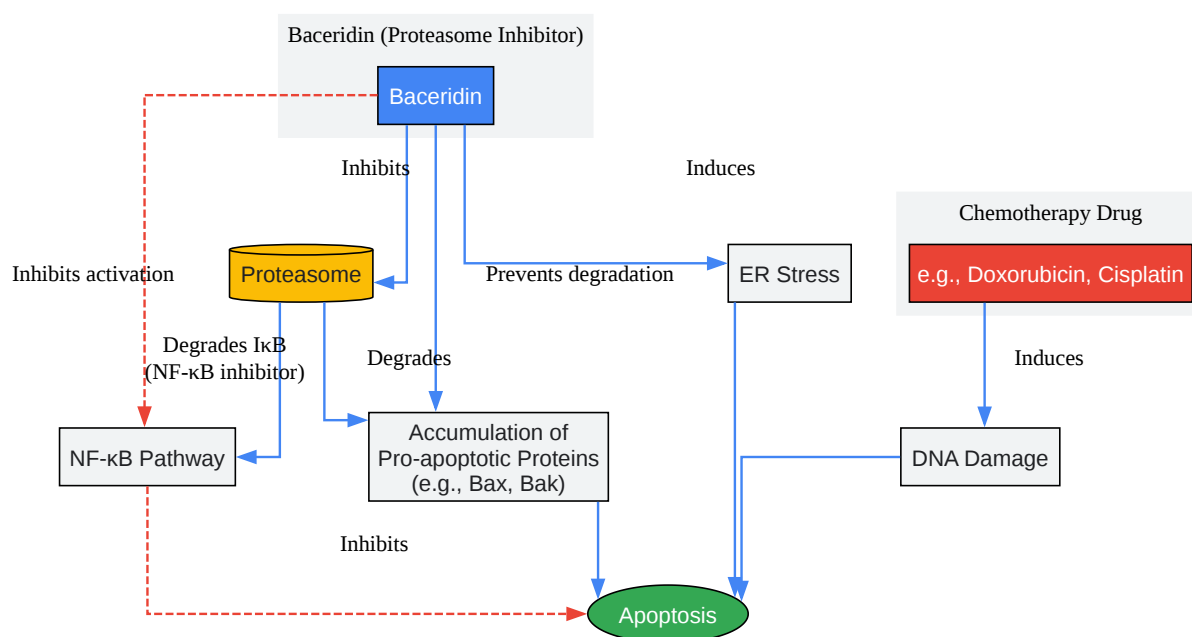 Baceridin (Proteasome Inhibitor)
Baceridin
Inhibits
Induces
Chemotherapy Drug
Inhibits activation
Proteasome
Prevents degradation
ER Stress
e.g., Doxorubicin, Cisplatin
Degrades IκB
(NF-κB inhibitor)
Degrades
Induces
NF-κB Pathway
Accumulation of
Pro-apoptotic Proteins
(e.g., Bax, Bak)
DNA Damage
Inhibits
Apoptosis